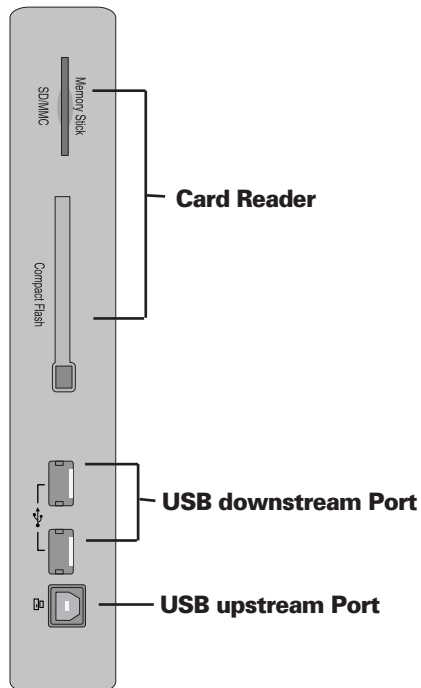 Memory Stick
SD/MMC
Card Reader
Compact Flash
USB downstream Port
USB upstream Port